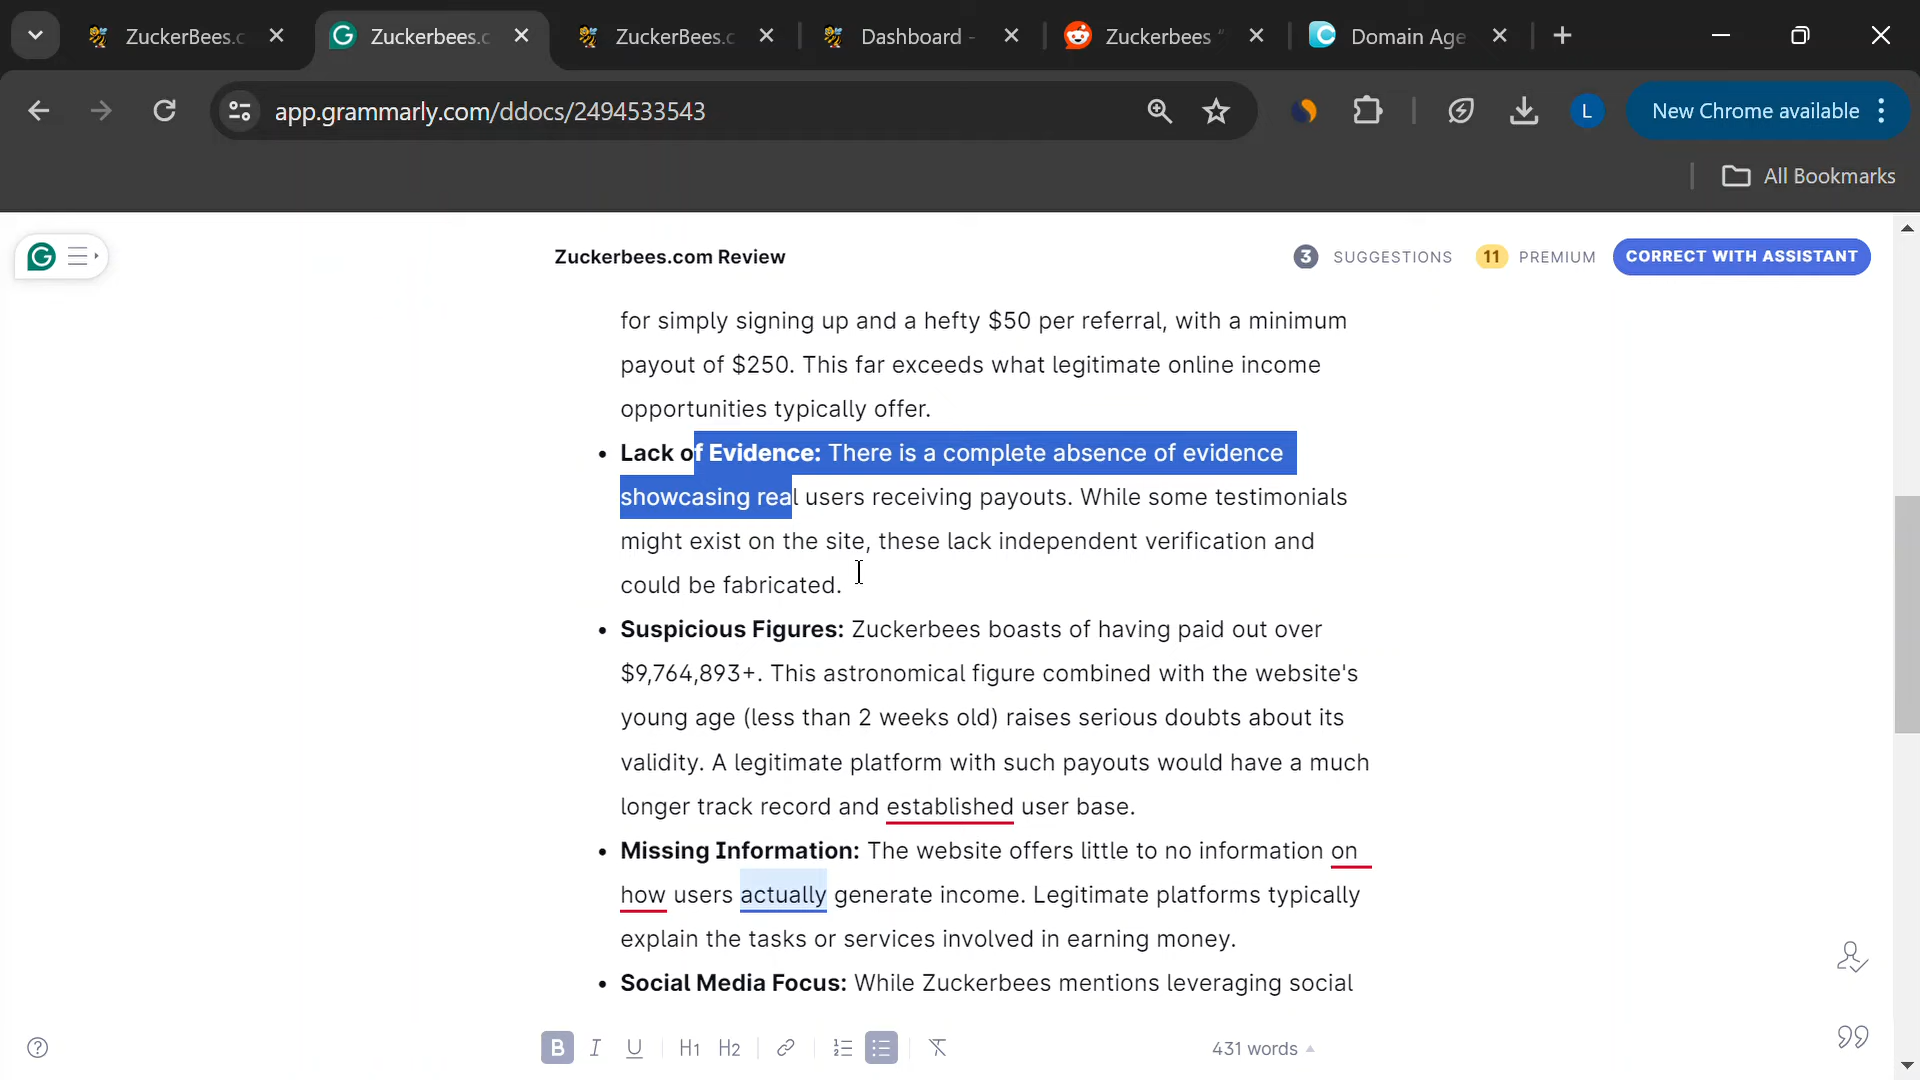 ZuckerBees.c
Zuckerbees.c
ZuckerBees.c
Dashboard -
Zuckerbees "
Domain Age
app.grammarly.com/ddocs/2494533543
L
New Chrome available
All Bookmarks
Zuckerbees.com Review
3 SUGGESTIONS
11 PREMIUM
CORRECT WITH ASSISTANT
for simply signing up and a hefty $50 per referral, with a minimum
payout of $250. This far exceeds what legitimate online income
opportunities typically offer.
• Lack of Evidence: There is a complete absence of evidence
showcasing real users receiving payouts. While some testimonials
might exist on the site, these lack independent verification and
could be fabricated.
• Suspicious Figures: Zuckerbees boasts of having paid out over
$9,764,893+. This astronomical figure combined with the website's
young age (less than 2 weeks old) raises serious doubts about its
validity. A legitimate platform with such payouts would have a much
longer track record and established user base.
• Missing Information: The website offers little to no information on
how users actually generate income. Legitimate platforms typically
explain the tasks or services involved in earning money.
• Social Media Focus: While Zuckerbees mentions leveraging social
B I U H1 H2
431 words